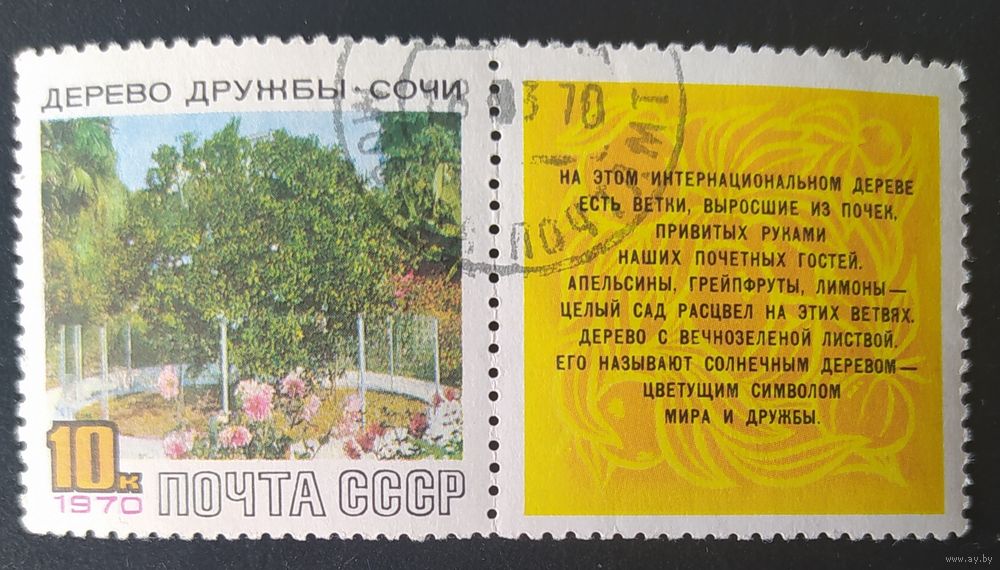 ДЕРЕВО ДРУЖБЫ·СОЧИ
10к
1970
ПОЧТА СССР
03 70
НА ЭТОМ ИНТЕРНАЦИОНАЛЬНОМ ДЕРЕВЕ
ЕСТЬ ВЕТКИ, ВЫРОСШИЕ ИЗ ПОЧЕК,
ПРИВИТЫХ РУКАМИ
НАШИХ ПОЧЕТНЫХ ГОСТЕЙ.
АПЕЛЬСИНЫ, ГРЕЙПФРУТЫ, ЛИМОНЫ—
ЦЕЛЫЙ САД РАСЦВЕЛ НА ЭТИХ ВЕТВЯХ.
ДЕРЕВО С ВЕЧНОЗЕЛЕНОЙ ЛИСТВОЙ,
ЕГО НАЗЫВАЮТ СОЛНЕЧНЫМ ДЕРЕВОМ—
ЦВЕТУЩИМ СИМВОЛОМ
МИРА И ДРУЖБЫ.
www.ay.by